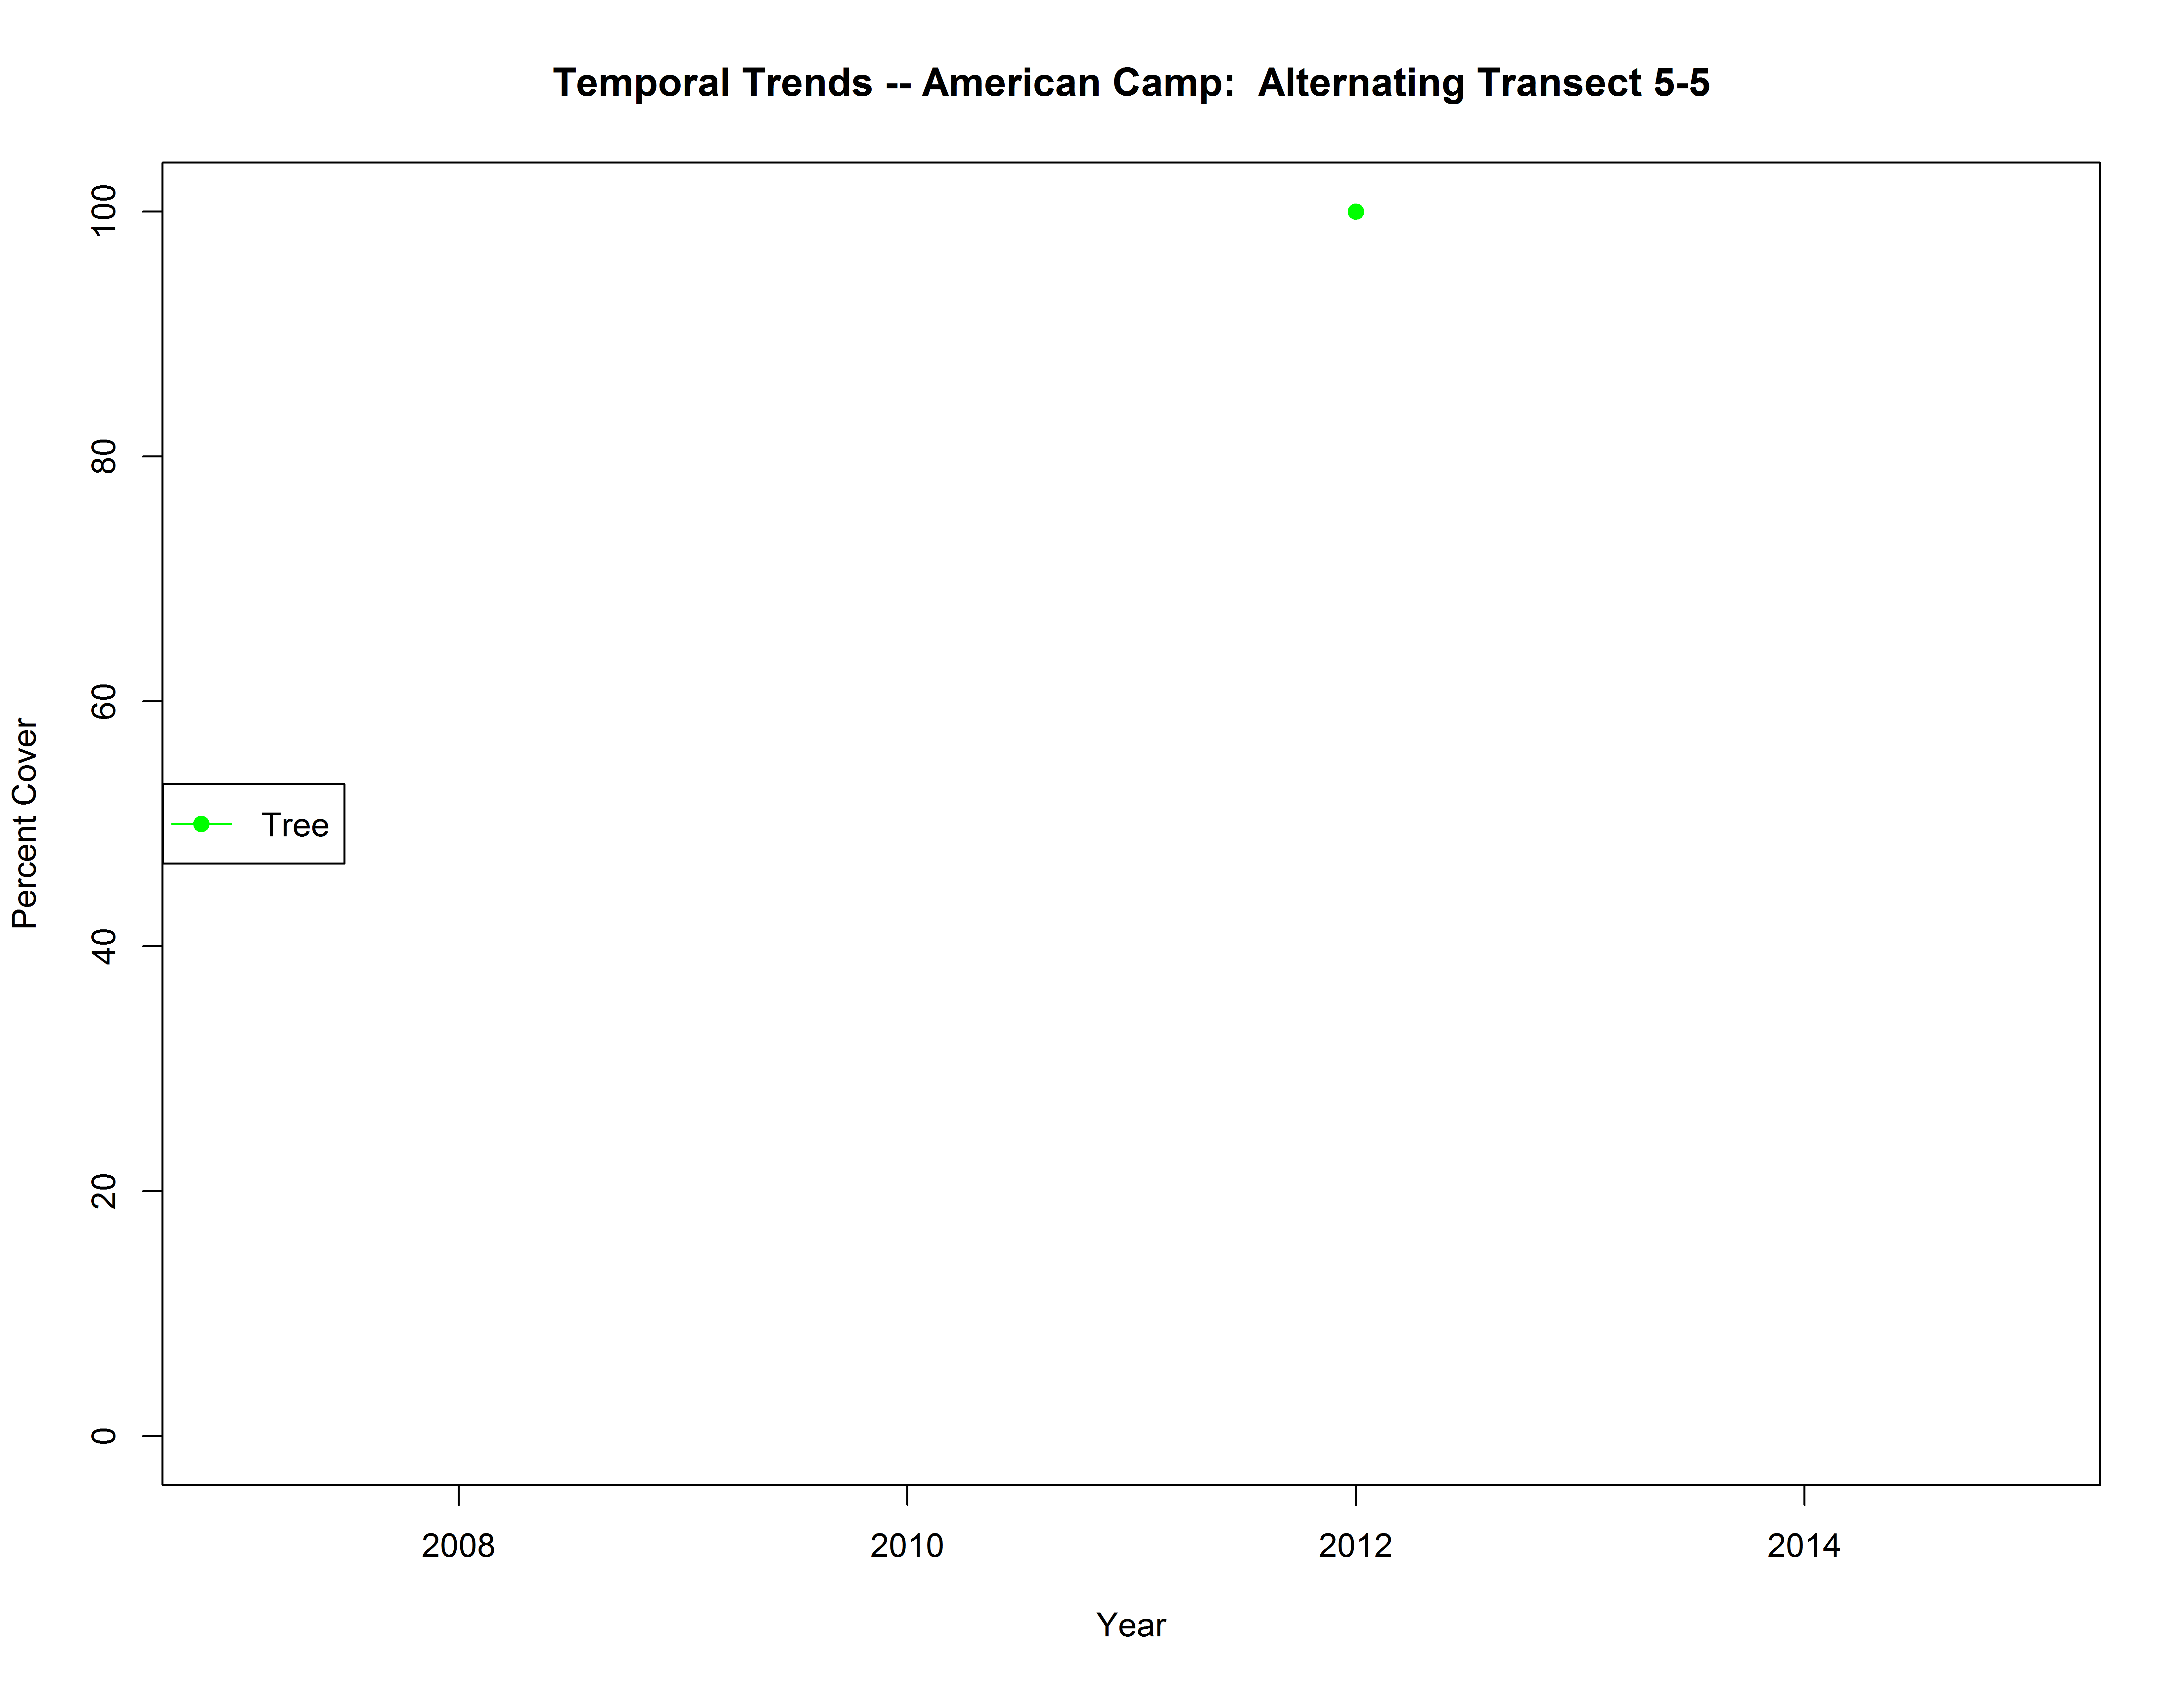 Temporal Trends -- American Camp:  Alternating Transect 5-5
Percent Cover
100
80
60
40
20
0
Tree
2008 2010 2012 2014
Year